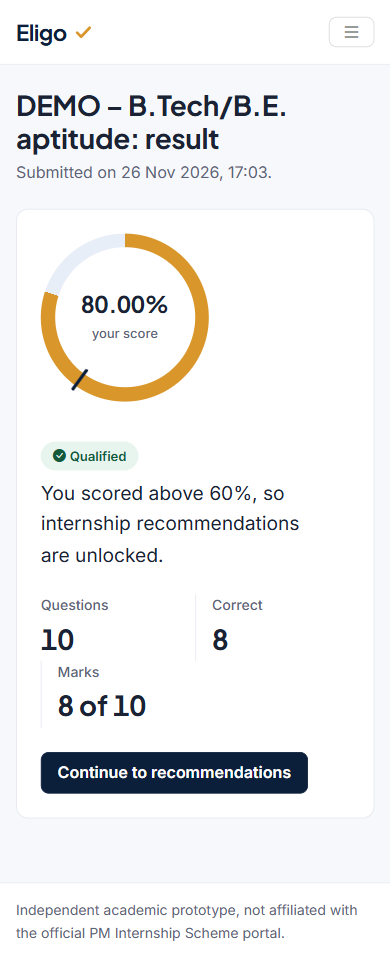 Eligo
DEMO – B.Tech/B.E.
aptitude: result
Submitted on 26 Nov 2026, 17:03.
80.00%
your score
Qualified
You scored above 60%, so
internship recommendations
are unlocked.
Questions
10
Correct
8
Marks
8 of 10
Continue to recommendations
Independent academic prototype, not affiliated with
the official PM Internship Scheme portal.